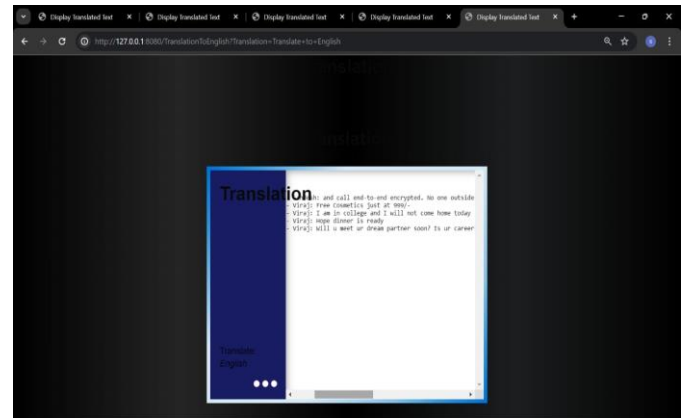 Display Translated Text
Display Translated Text
Display Translated Text
Display Translated Text
Display Translated Text
http://127.0.0.1:8080/TranslationToEnglish?Translation=Translate+to+English
Translation
and call end-to-end encrypted. No one outside
- Viraj: Free Cosmetics just at 999/-
- Viraj: I am in college and I will not come home today
- Viraj: Hope dinner is ready
- Viraj: Will u meet ur dream partner soon? Is ur career
Translate:
English